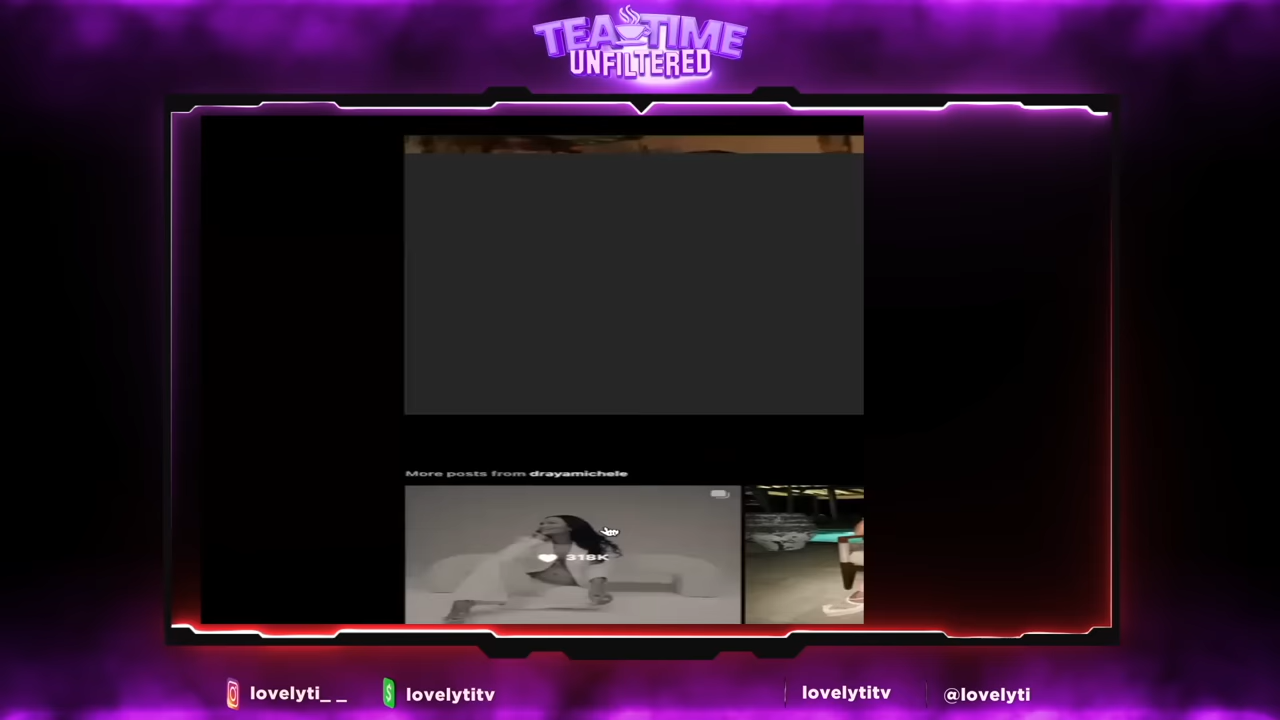 TEA TIME
UNFILTERED
More posts from drayamichele
318K
lovelyti_ _
$
lovelytitv
lovelytitv
@lovelyti